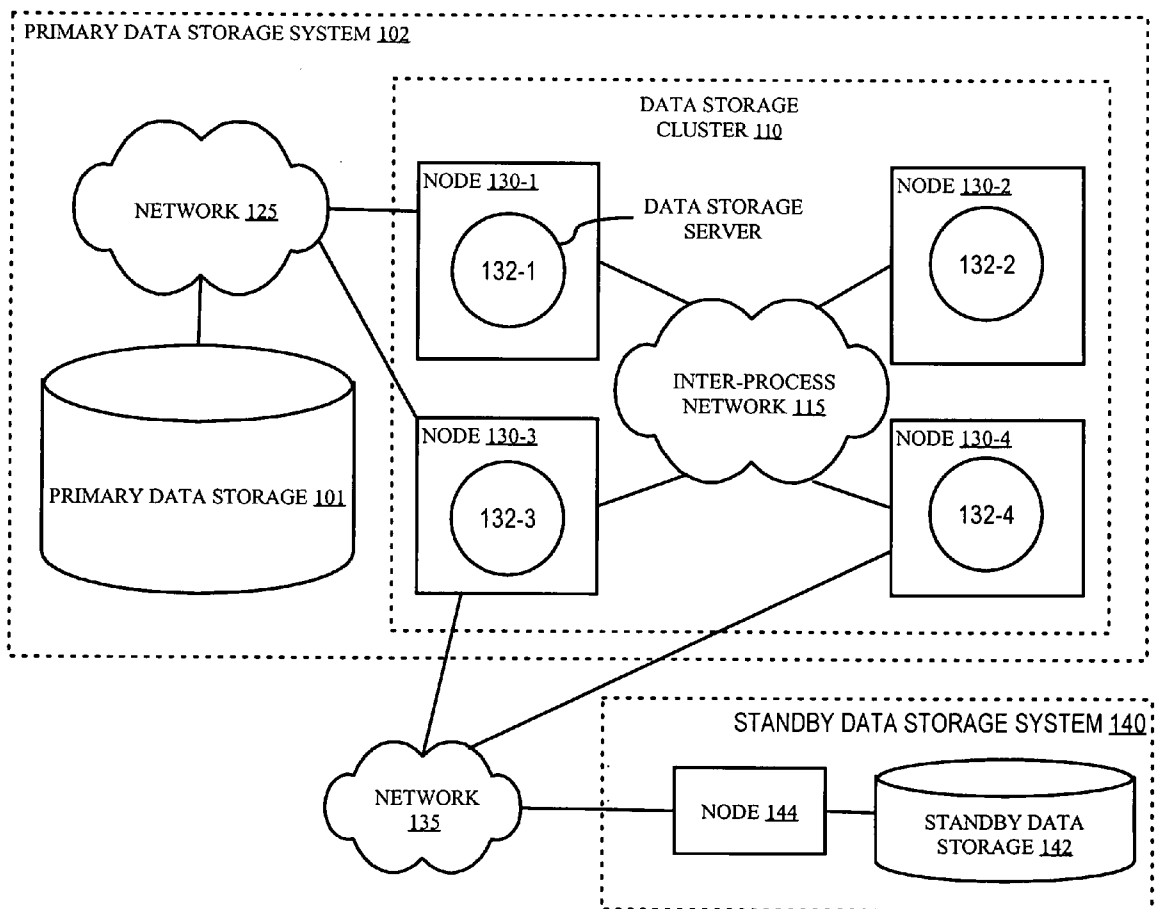 PRIMARY DATA STORAGE SYSTEM 102
DATA STORAGE
CLUSTER 110
NODE 130-1
132-1
DATA STORAGE
SERVER
NODE 130-2
132-2
NETWORK 125
INTER-PROCESS
NETWORK 115
PRIMARY DATA STORAGE 101
NODE 130-3
132-3
NODE 130-4
132-4
STANDBY DATA STORAGE SYSTEM 140
NETWORK
135
NODE 144
STANDBY DATA
STORAGE 142